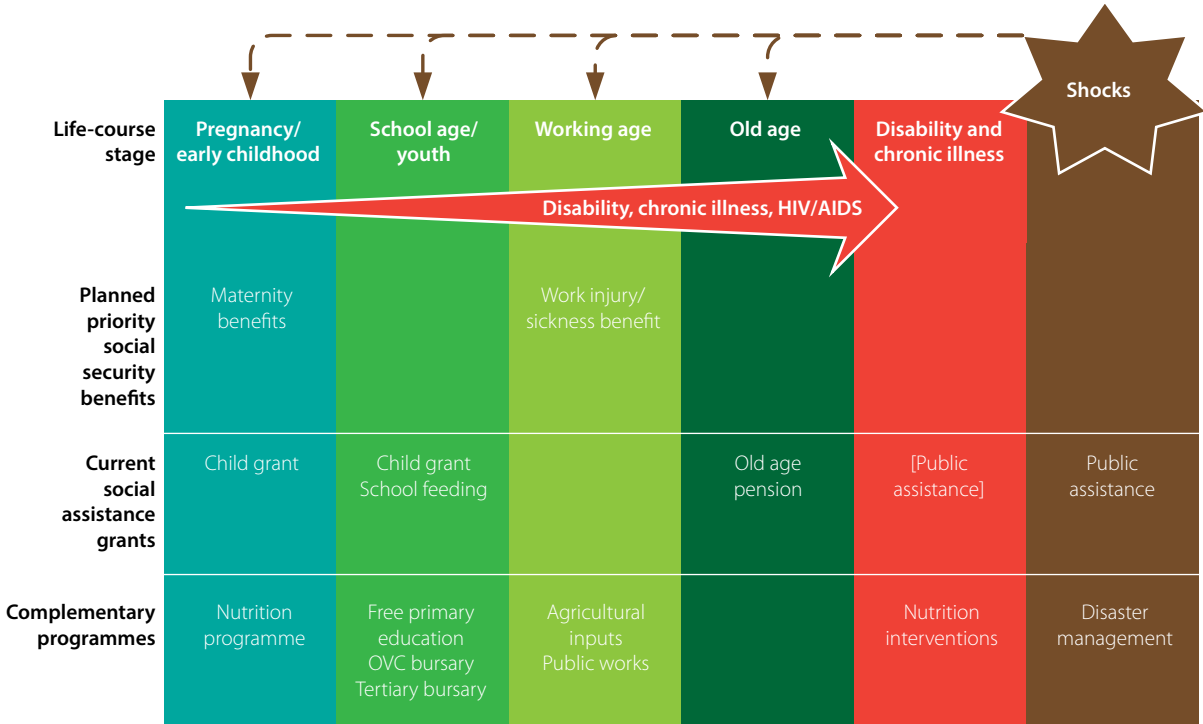 Shocks
Life-course
stage
Pregnancy/
early childhood
School age/
youth
Working age
Old age
Disability and
chronic illness
Disability, chronic illness, HIV/AIDS
Planned
priority
social
security
benefits
Maternity
benefits
Work injury/
sickness benefit
Current
social
assistance
grants
Child grant
Child grant
School feeding
Old age
pension
[Public
assistance]
Public
assistance
Complementary
programmes
Nutrition
programme
Free primary
education
OVC bursary
Tertiary bursary
Agricultural
inputs
Public works
Nutrition
interventions
Disaster
management